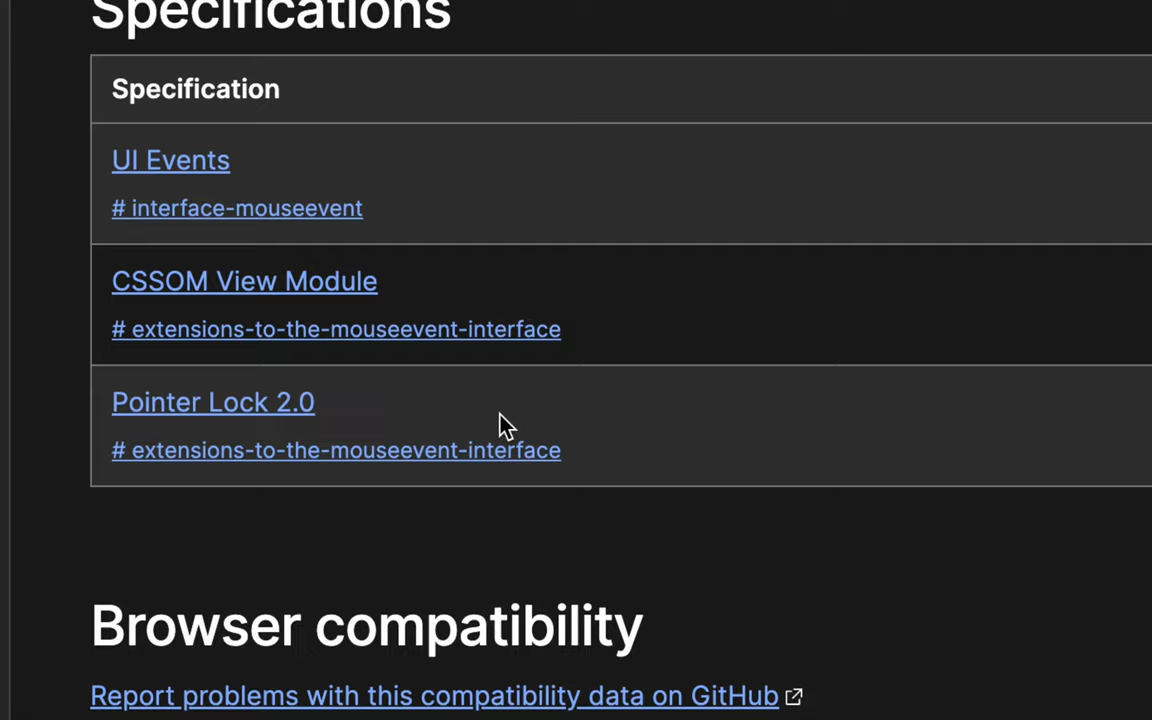 Specifications
Specification
UI Events
# interface-mouseevent
CSSOM View Module
# extensions-to-the-mouseevent-interface
Pointer Lock 2.0
# extensions-to-the-mouseevent-interface
Browser compatibility
Report problems with this compatibility data on GitHub